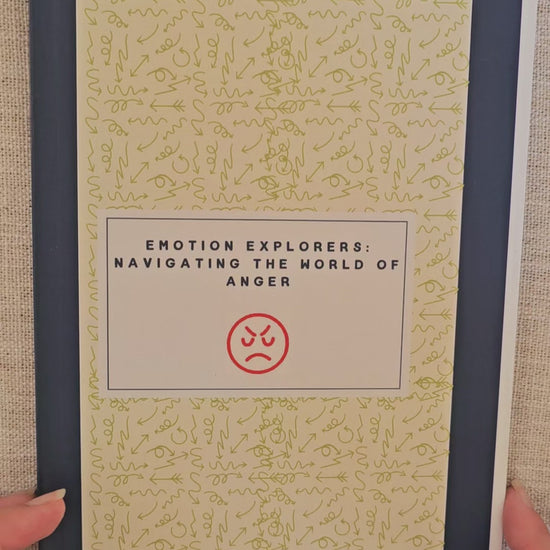 EMOTION EXPLORERS:
NAVIGATING THE WORLD OF
ANGER